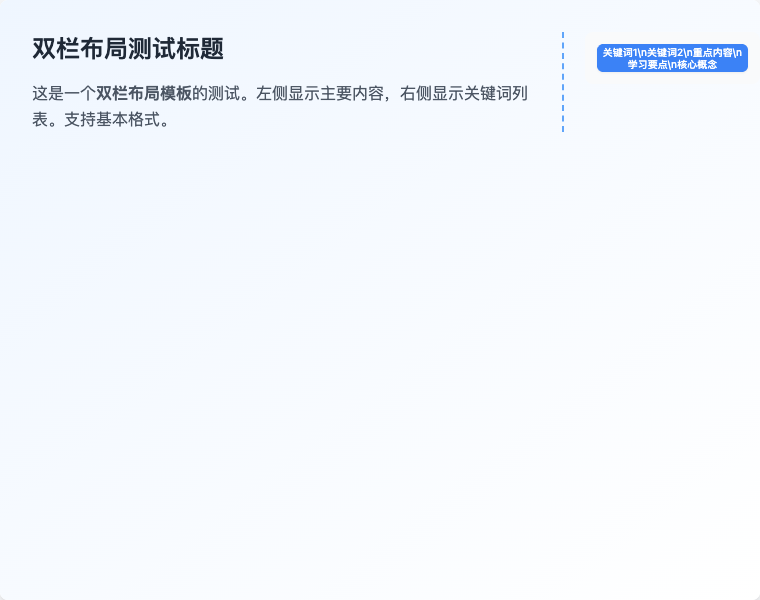 双栏布局测试标题
这是一个双栏布局模板的测试。左侧显示主要内容，右侧显示关键词列
表。支持基本格式。
关键词1\n关键词2\n重点内容\n
学习要点\n核心概念